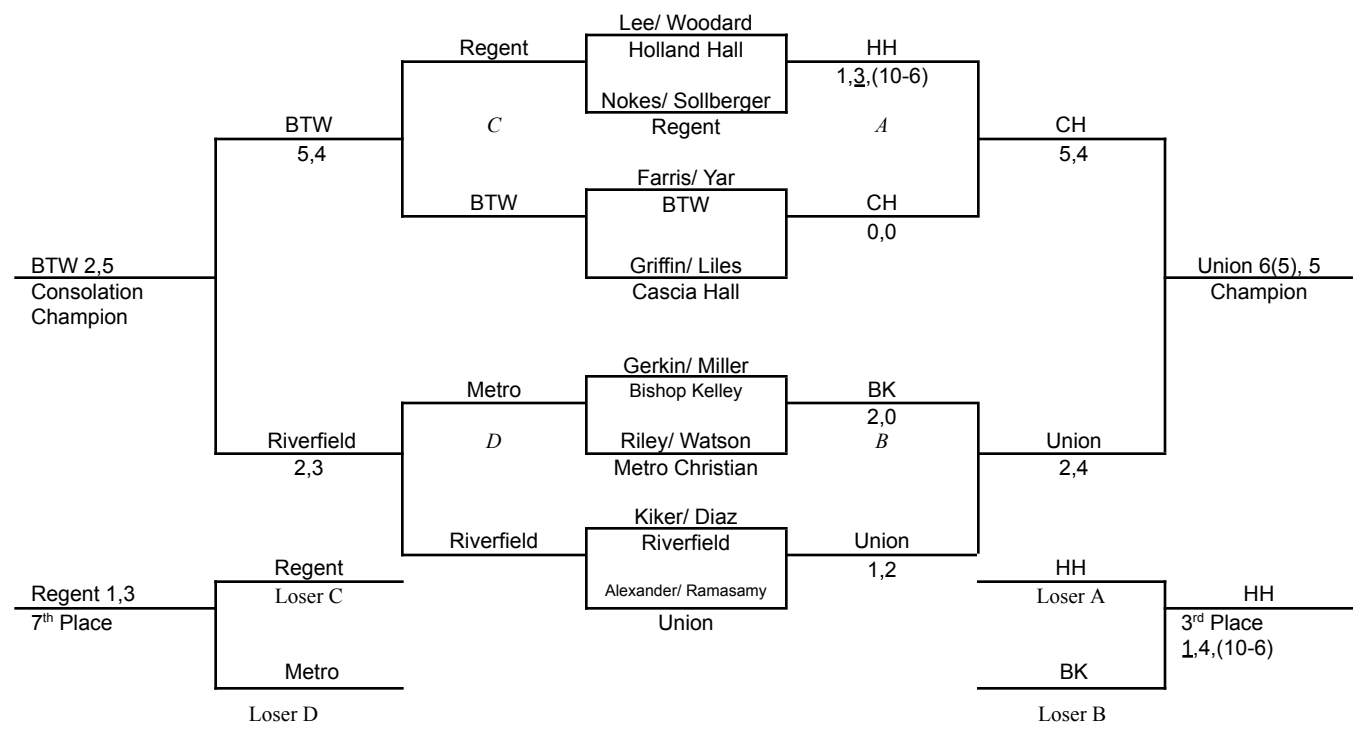 Lee/ Woodard
Regent
Holland Hall
HH
1,3,(10-6)
Nokes/ Sollberger
Regent
BTW
5,4
C
A
CH
5,4
Farris/ Yar
BTW
BTW
CH
0,0
Griffin/ Liles
Cascia Hall
BTW 2,5
Consolation
Champion
Union 6(5), 5
Champion
Gerkin/ Miller
Metro
Bishop Kelley
BK
2,0
Riverfield
2,3
D
Riley/ Watson
Metro Christian
B
Union
2,4
Kiker/ Diaz
Riverfield
Riverfield
Union
1,2
Alexander/ Ramasamy
Union
Regent
Loser C
Regent 1,3
7th Place
Metro
Loser D
HH
Loser A
HH
3rd Place
1,4,(10-6)
BK
Loser B